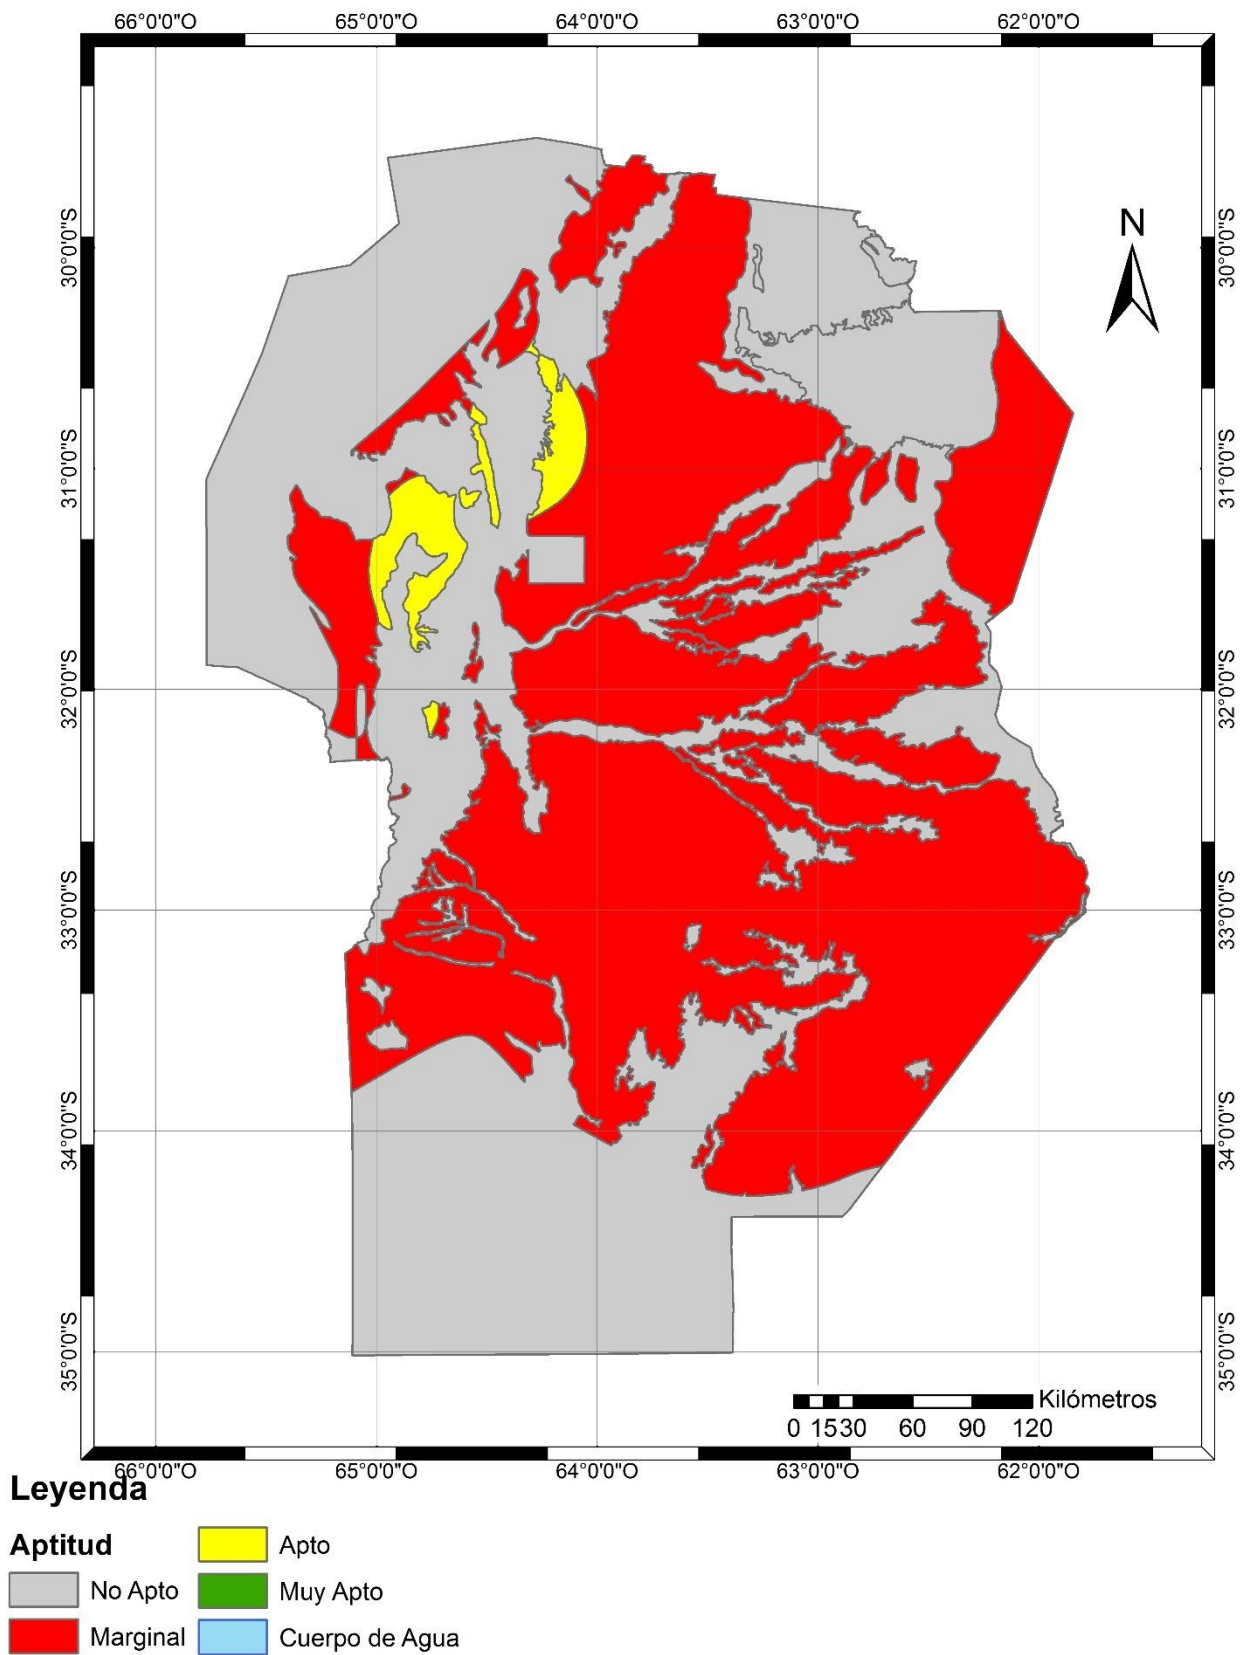 66°0'0"O 65°0'0"O 64°0'0"O 63°0'0"O 62°0'0"O
N
30°0'0"S 30°0'0"S
31°0'0"S 31°0'0"S
32°0'0"S 32°0'0"S
33°0'0"S 33°0'0"S
34°0'0"S 34°0'0"S
35°0'0"S 35°0'0"S
Kilómetros
0 15 30 60 90 120
66°0'0"O 65°0'0"O 64°0'0"O 63°0'0"O 62°0'0"O
Leyenda
Aptitud
No Apto
Marginal
Apto
Muy Apto
Cuerpo de Agua